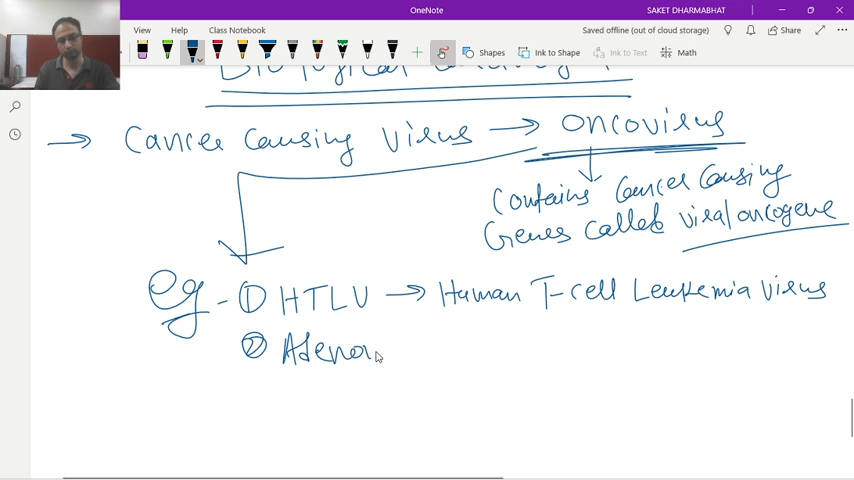 OneNote
SAKET DHARMABHAT
View Help Class Notebook
Saved offline (out of cloud storage)
Share
Shapes
Ink to Shape
Ink to Text
Math
Biological
→ Cancer causing virus → oncovirus
Contains Cancer causing
Genes called viral oncogene
eg - ① HTLV → Human T-cell Leukemia virus
② Adeno